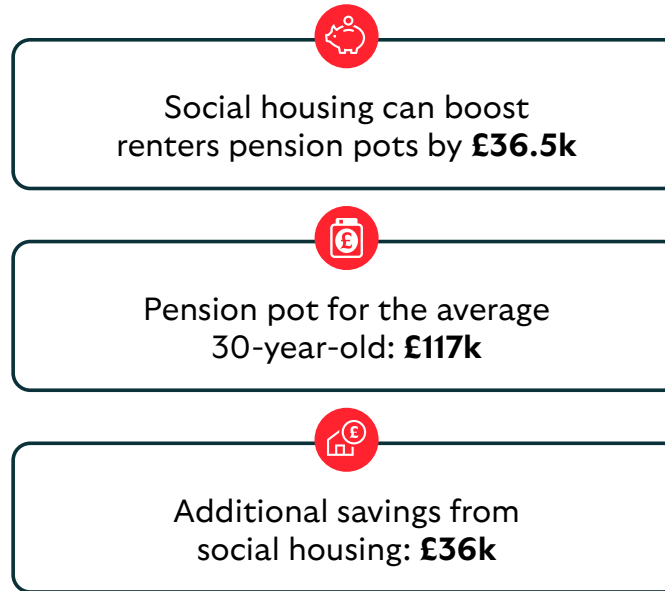 Social housing can boost
renters pension pots by £36.5k
£
Pension pot for the average
30-year-old: £117k
£
Additional savings from
social housing: £36k